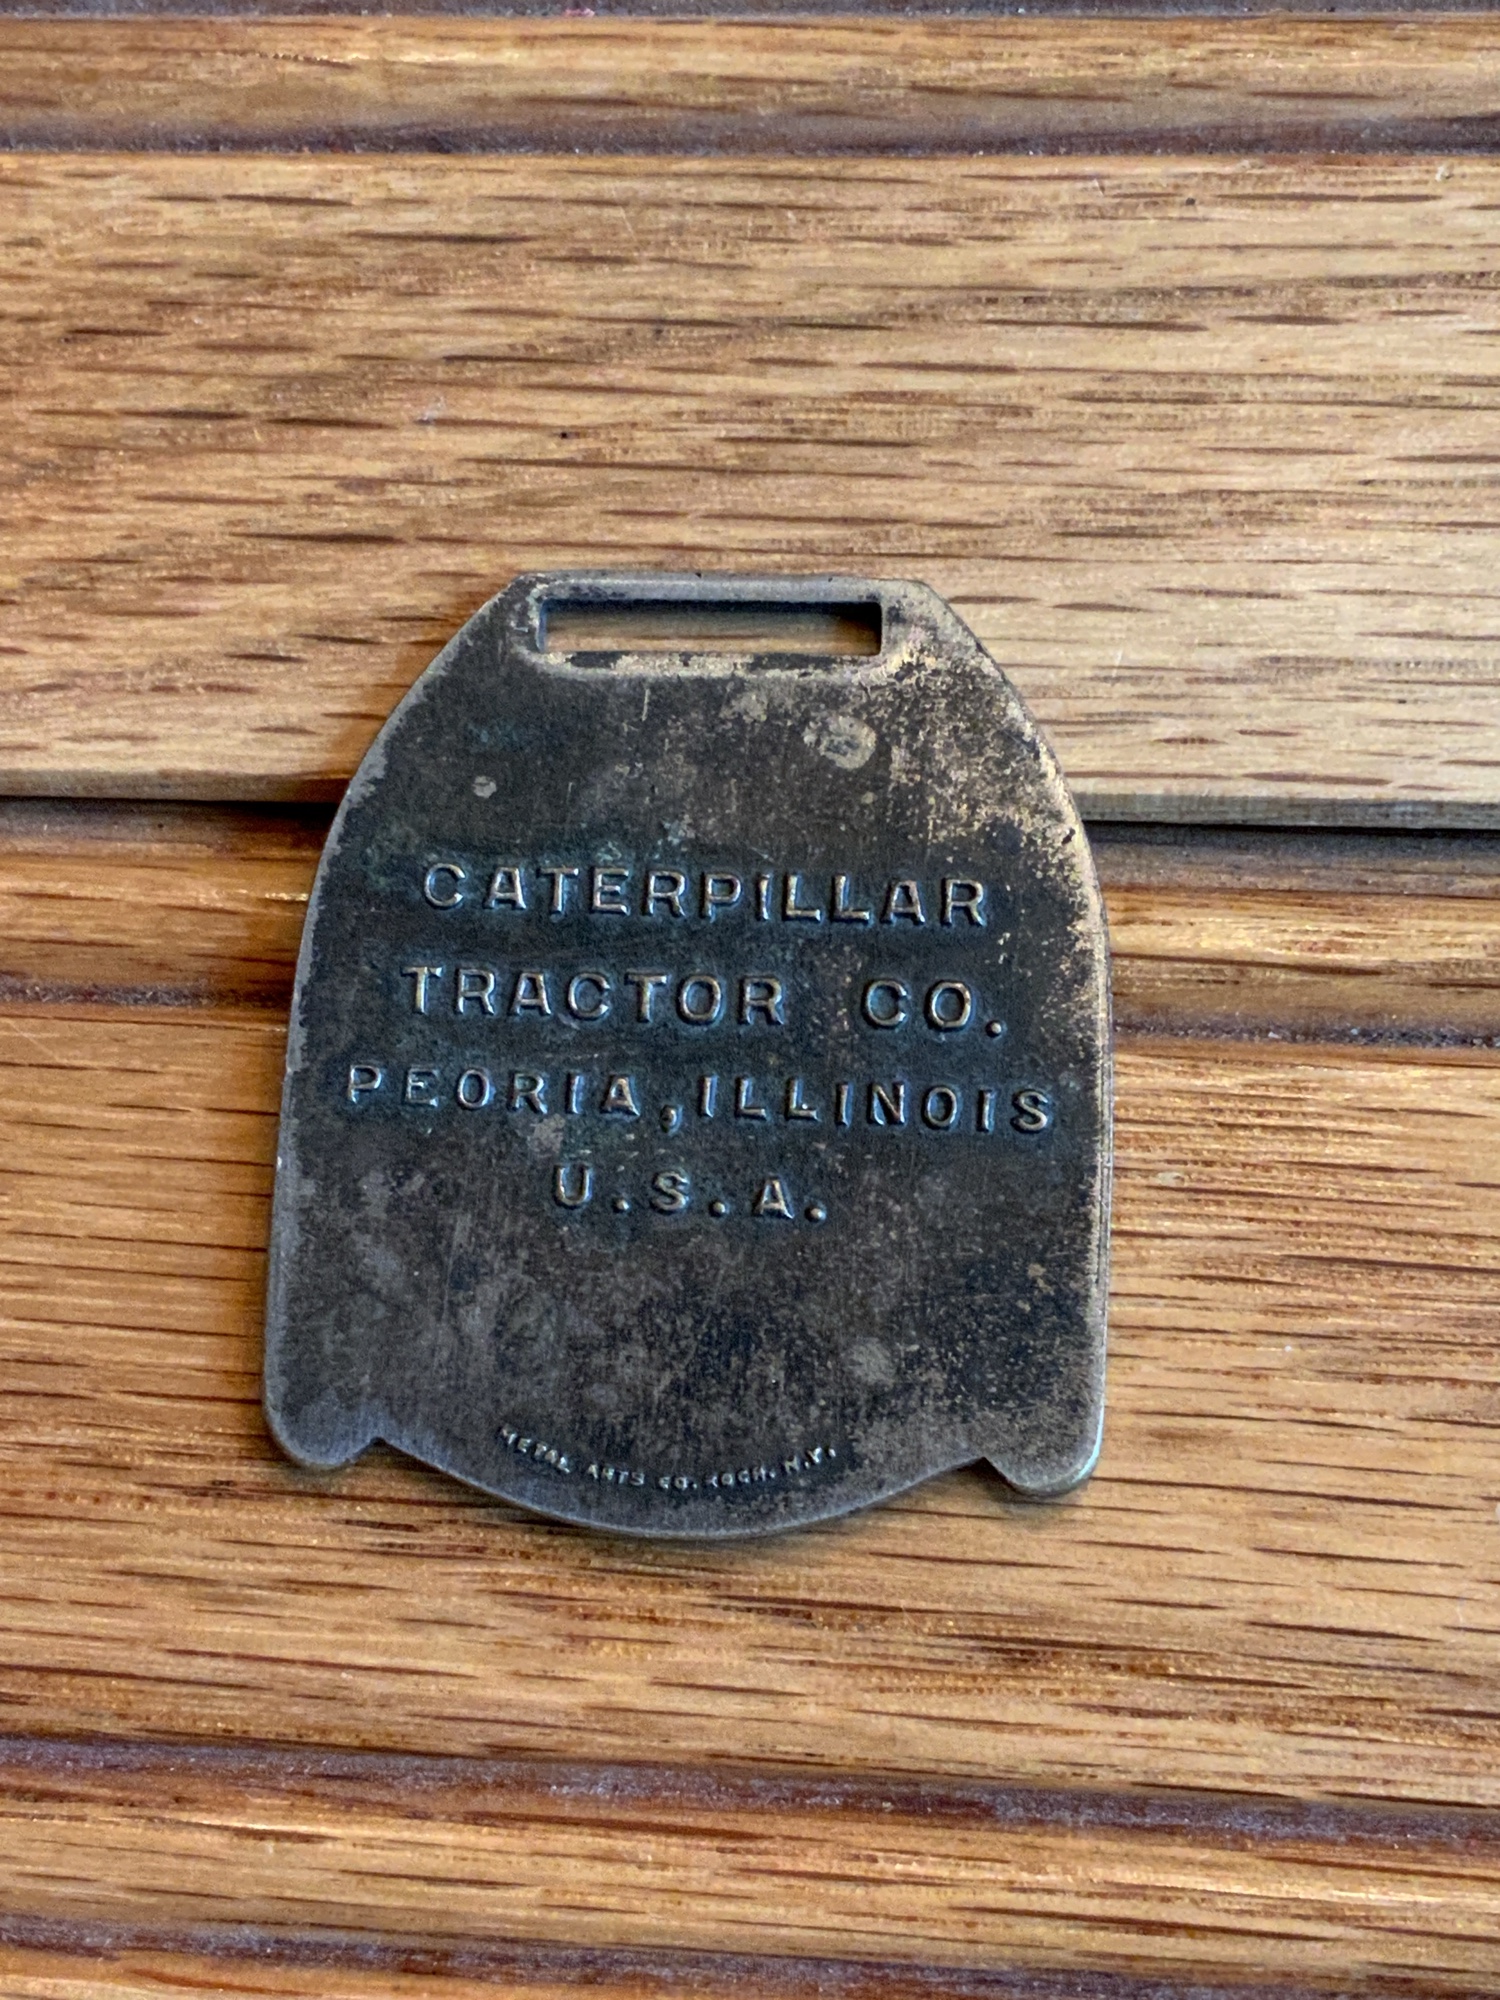 CATERPILLAR
TRACTOR CO.
PEORIA, ILLINOIS
U.S.A.
METAL ARTS CO. ROCH. N.Y.